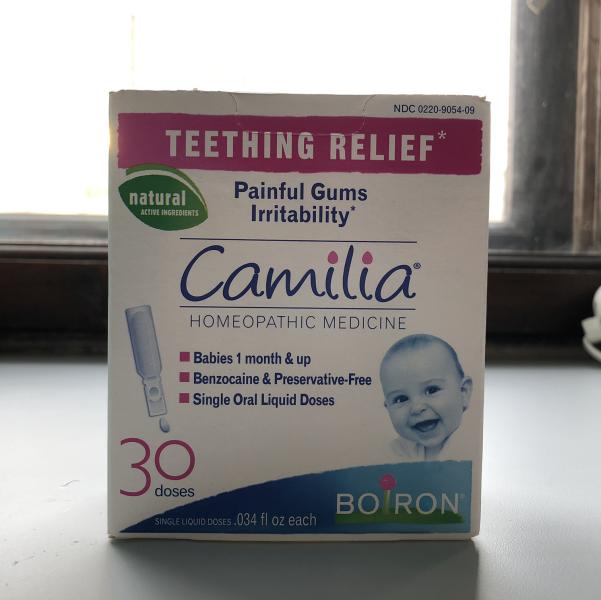 NDC 0220-9054-09
TEETHING RELIEF*
natural
ACTIVE INGREDIENTS
Painful Gums
Irritability*
Camilia®
HOMEOPATHIC MEDICINE
Babies 1 month & up
Benzocaine & Preservative-Free
Single Oral Liquid Doses
30
doses
BOIRON®
SINGLE LIQUID DOSES .034 fl oz each